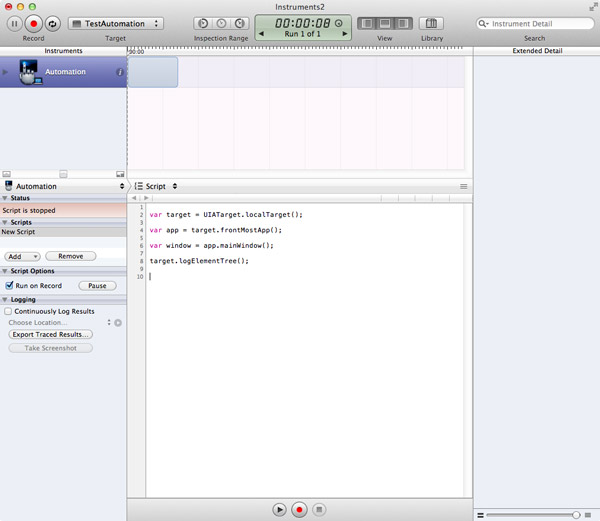 Instruments2
TestAutomation
00:00:08
Run 1 of 1
Instrument Detail
Record
Target
Inspection Range
View
Library
Search
Instruments
00:00
Extended Detail
Automation
Automation
Script
Status
Script is stopped
Scripts
New Script
Add
Remove
Script Options
Run on Record
Pause
Logging
Continuously Log Results
Choose Location...
Export Traced Results...
Take Screenshot
1
2 var target = UIATarget.localTarget();
3
4 var app = target.frontMostApp();
5
6 var window = app.mainWindow();
7
8 target.logElementTree();
9
10